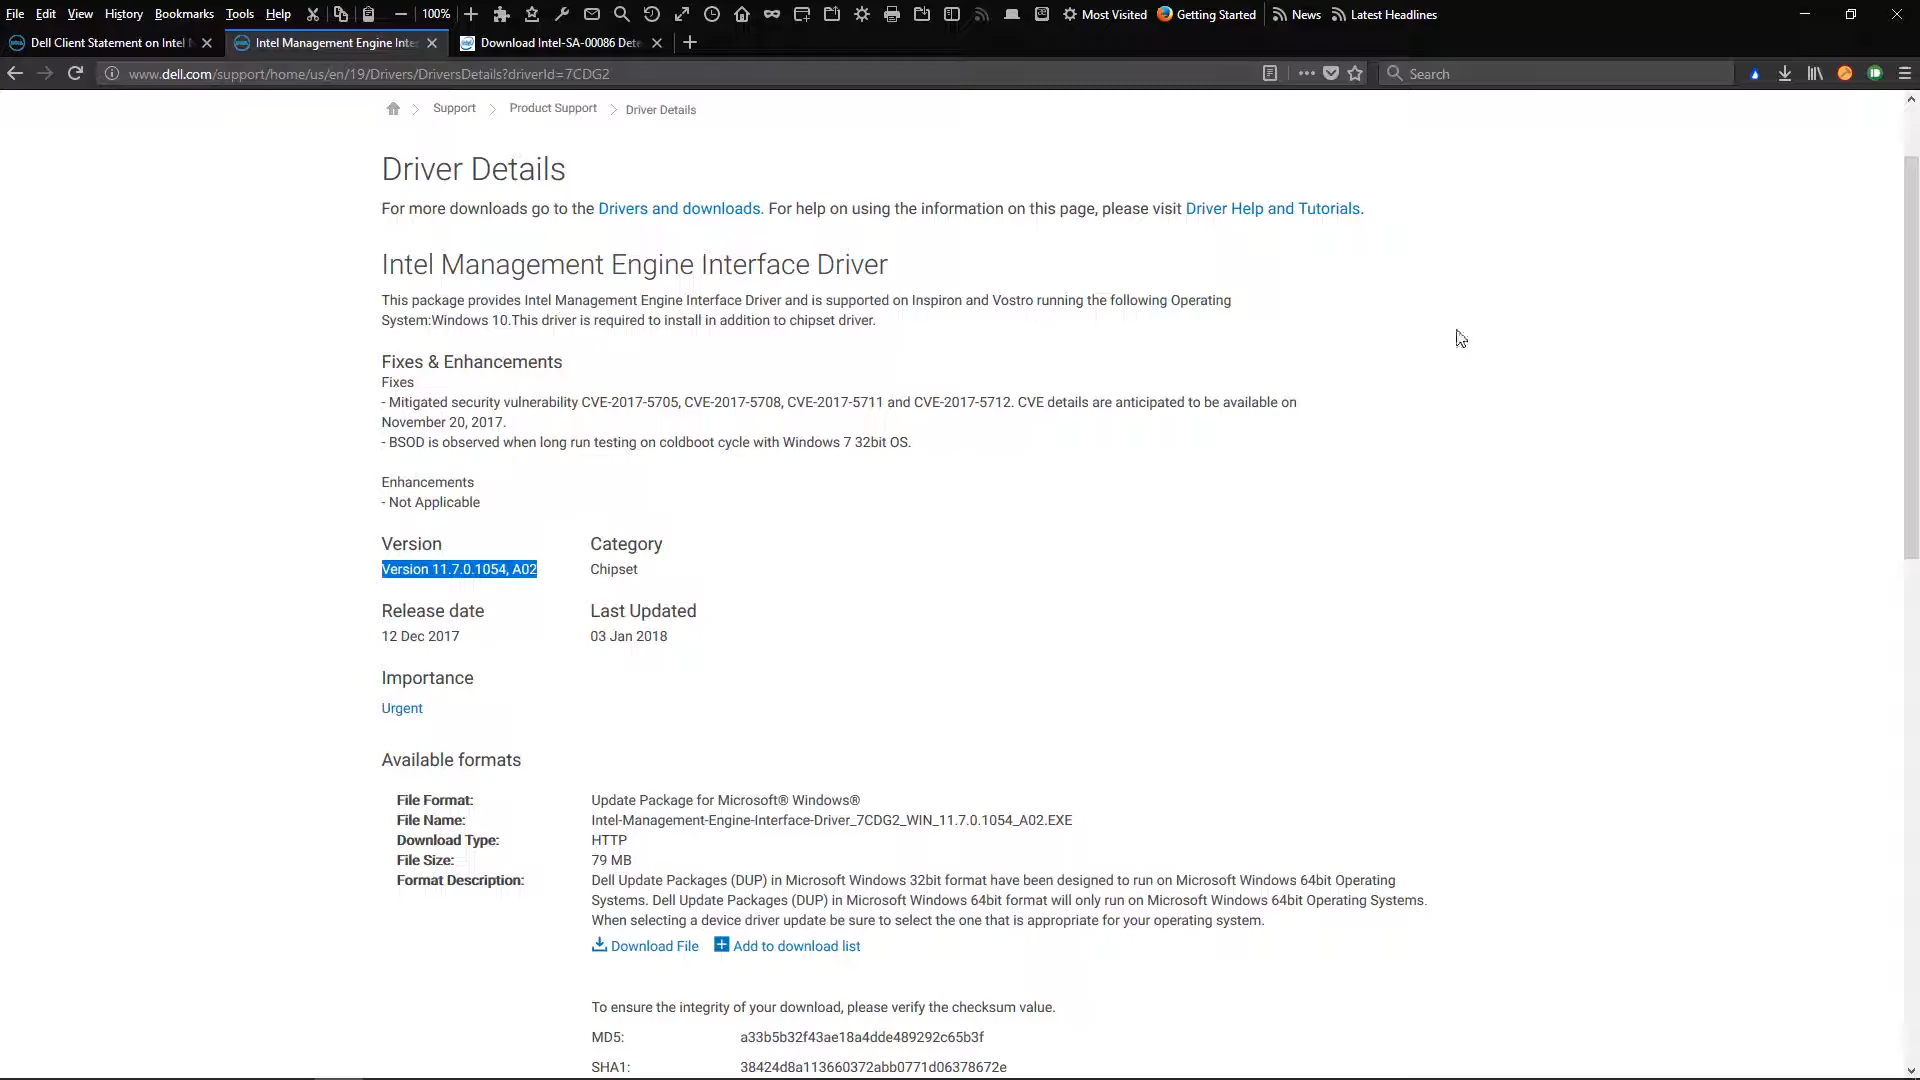 File Edit View History Bookmarks Tools Help 100% Most Visited Getting Started News Latest Headlines
Dell Client Statement on Intel Intel Management Engine Inte Download Intel-SA-00086 Dete
www.dell.com/support/home/us/en/19/Drivers/DriversDetails?driverId=7CDG2 Search
Support Product Support Driver Details
Driver Details
For more downloads go to the Drivers and downloads. For help on using the information on this page, please visit Driver Help and Tutorials.
Intel Management Engine Interface Driver
This package provides Intel Management Engine Interface Driver and is supported on Inspiron and Vostro running the following Operating
System:Windows 10.This driver is required to install in addition to chipset driver.
Fixes & Enhancements
Fixes
- Mitigated security vulnerability CVE-2017-5705, CVE-2017-5708, CVE-2017-5711 and CVE-2017-5712. CVE details are anticipated to be available on
November 20, 2017.
- BSOD is observed when long run testing on coldboot cycle with Windows 7 32bit OS.
Enhancements
- Not Applicable
Version Category
Version 11.7.0.1054, A02 Chipset
Release date Last Updated
12 Dec 2017 03 Jan 2018
Importance
Urgent
Available formats
File Format: Update Package for Microsoft® Windows®
File Name: Intel-Management-Engine-Interface-Driver_7CDG2_WIN_11.7.0.1054_A02.EXE
Download Type: HTTP
File Size: 79 MB
Format Description: Dell Update Packages (DUP) in Microsoft Windows 32bit format have been designed to run on Microsoft Windows 64bit Operating
Systems. Dell Update Packages (DUP) in Microsoft Windows 64bit format will only run on Microsoft Windows 64bit Operating Systems.
When selecting a device driver update be sure to select the one that is appropriate for your operating system.
Download File Add to download list
To ensure the integrity of your download, please verify the checksum value.
MD5: a33b5b32f43ae18a4dde489292c65b3f
SHA1: 38424d8a113660372abb0771d06378672e